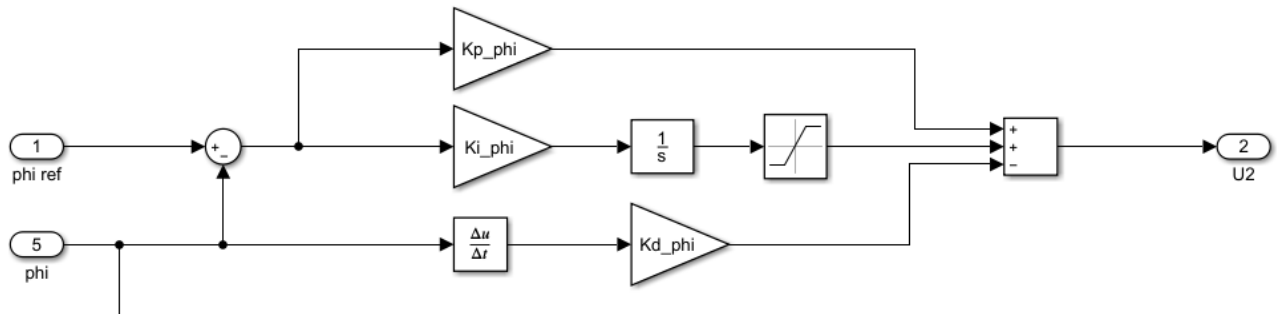 Kp_phi
1
phi ref
+
−
Ki_phi
1
s
+
+
−
2
U2
5
phi
Δu
Δt
Kd_phi